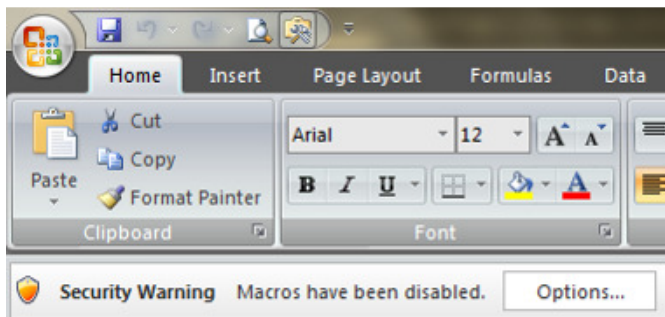 Home Insert Page Layout Formulas Data
Cut
Arial 12 A A
Copy
Paste
B I U A
Format Painter
Clipboard Font
Security Warning Macros have been disabled. Options...